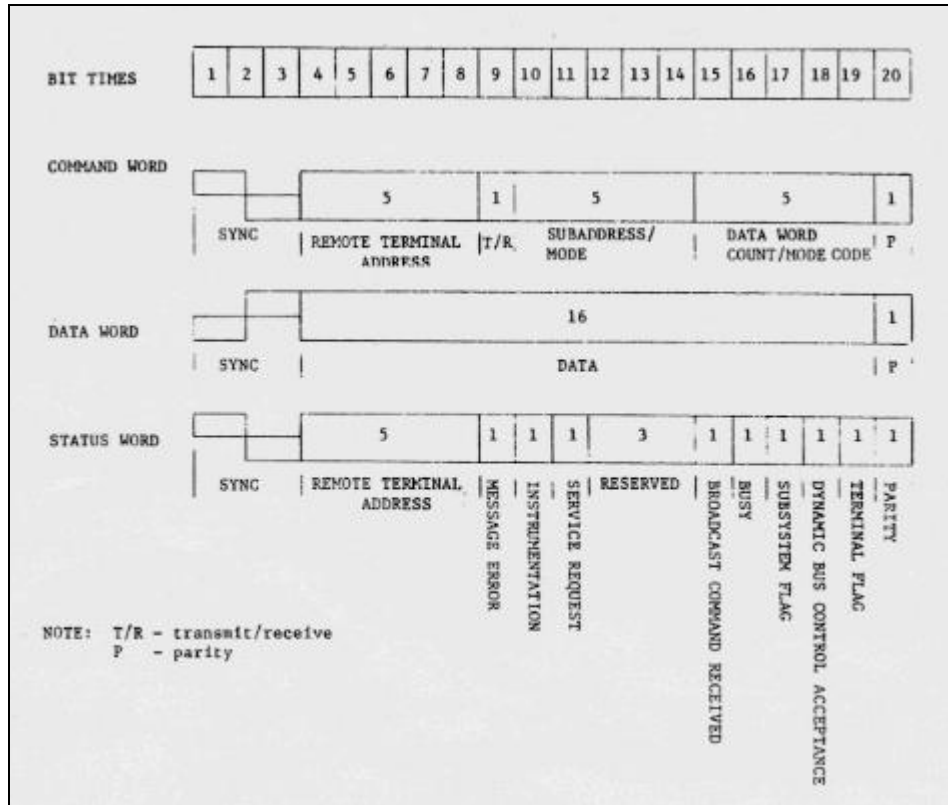 BIT TIMES 1 2 3 4 5 6 7 8 9 10 11 12 13 14 15 16 17 18 19 20
COMMAND WORD
5 1 5 5 1
SYNC REMOTE TERMINAL ADDRESS T/R SUBADDRESS/ MODE DATA WORD COUNT/MODE CODE P
DATA WORD
16 1
SYNC DATA P
STATUS WORD
5 1 1 1 3 1 1 1 1 1 1
SYNC REMOTE TERMINAL ADDRESS
MESSAGE ERROR
INSTRUMENTATION
SERVICE REQUEST
RESERVED
BROADCAST COMMAND RECEIVED
BUSY
SUBSYSTEM FLAG
DYNAMIC BUS CONTROL ACCEPTANCE
TERMINAL FLAG
PARITY
NOTE: T/R - transmit/receive
P - parity